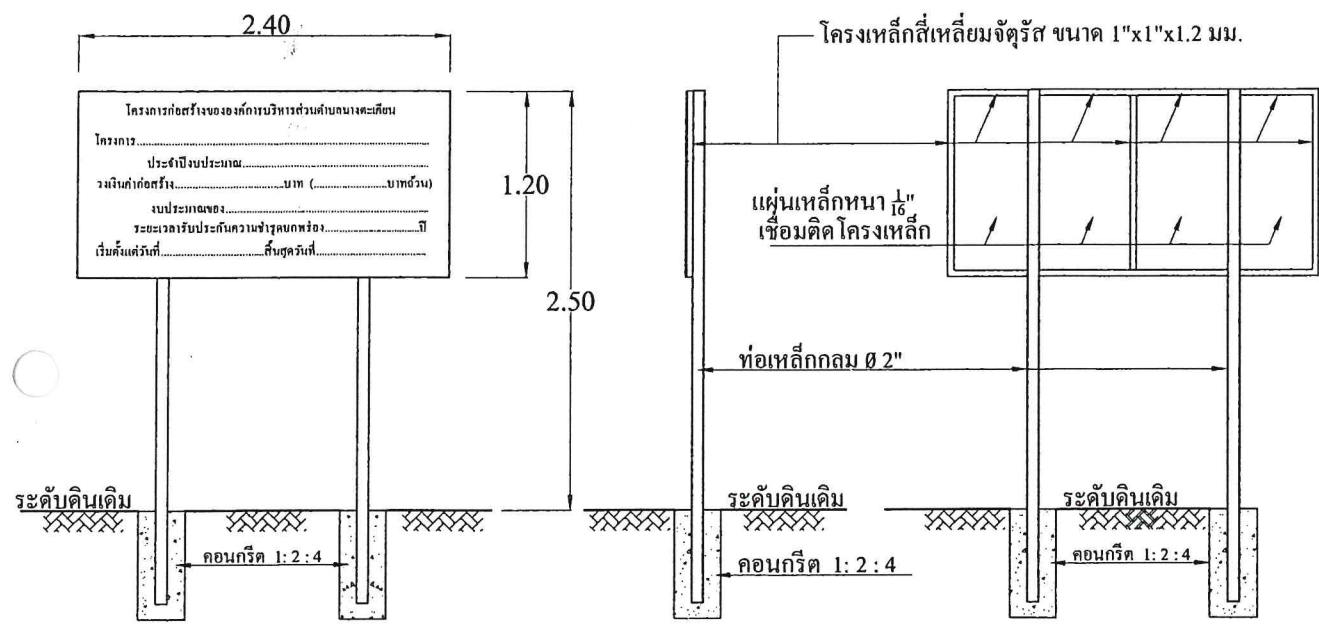 2.40
โครงการก่อสร้างขององค์การบริหารส่วนตำบลนางตะเคียน
โครงการ
ประจำปีงบประมาณ
วงเงินค่าก่อสร้าง บาท ( บาทถ้วน)
งบประมาณของ
ระยะเวลารับประกันความชำรุดบกพร่อง ปี
เริ่มตั้งแต่วันที่ สิ้นสุดวันที่
1.20
2.50
ระดับดินเดิม
คอนกรีต 1: 2 : 4
โครงเหล็กสี่เหลี่ยมจัตุรัส ขนาด 1"x1"x1.2 มม.
แผ่นเหล็กหนา 1/16"
เชื่อมติดโครงเหล็ก
ท่อเหล็กกลม Ø 2"
ระดับดินเดิม
คอนกรีต 1: 2 : 4
ระดับดินเดิม
คอนกรีต 1: 2 : 4